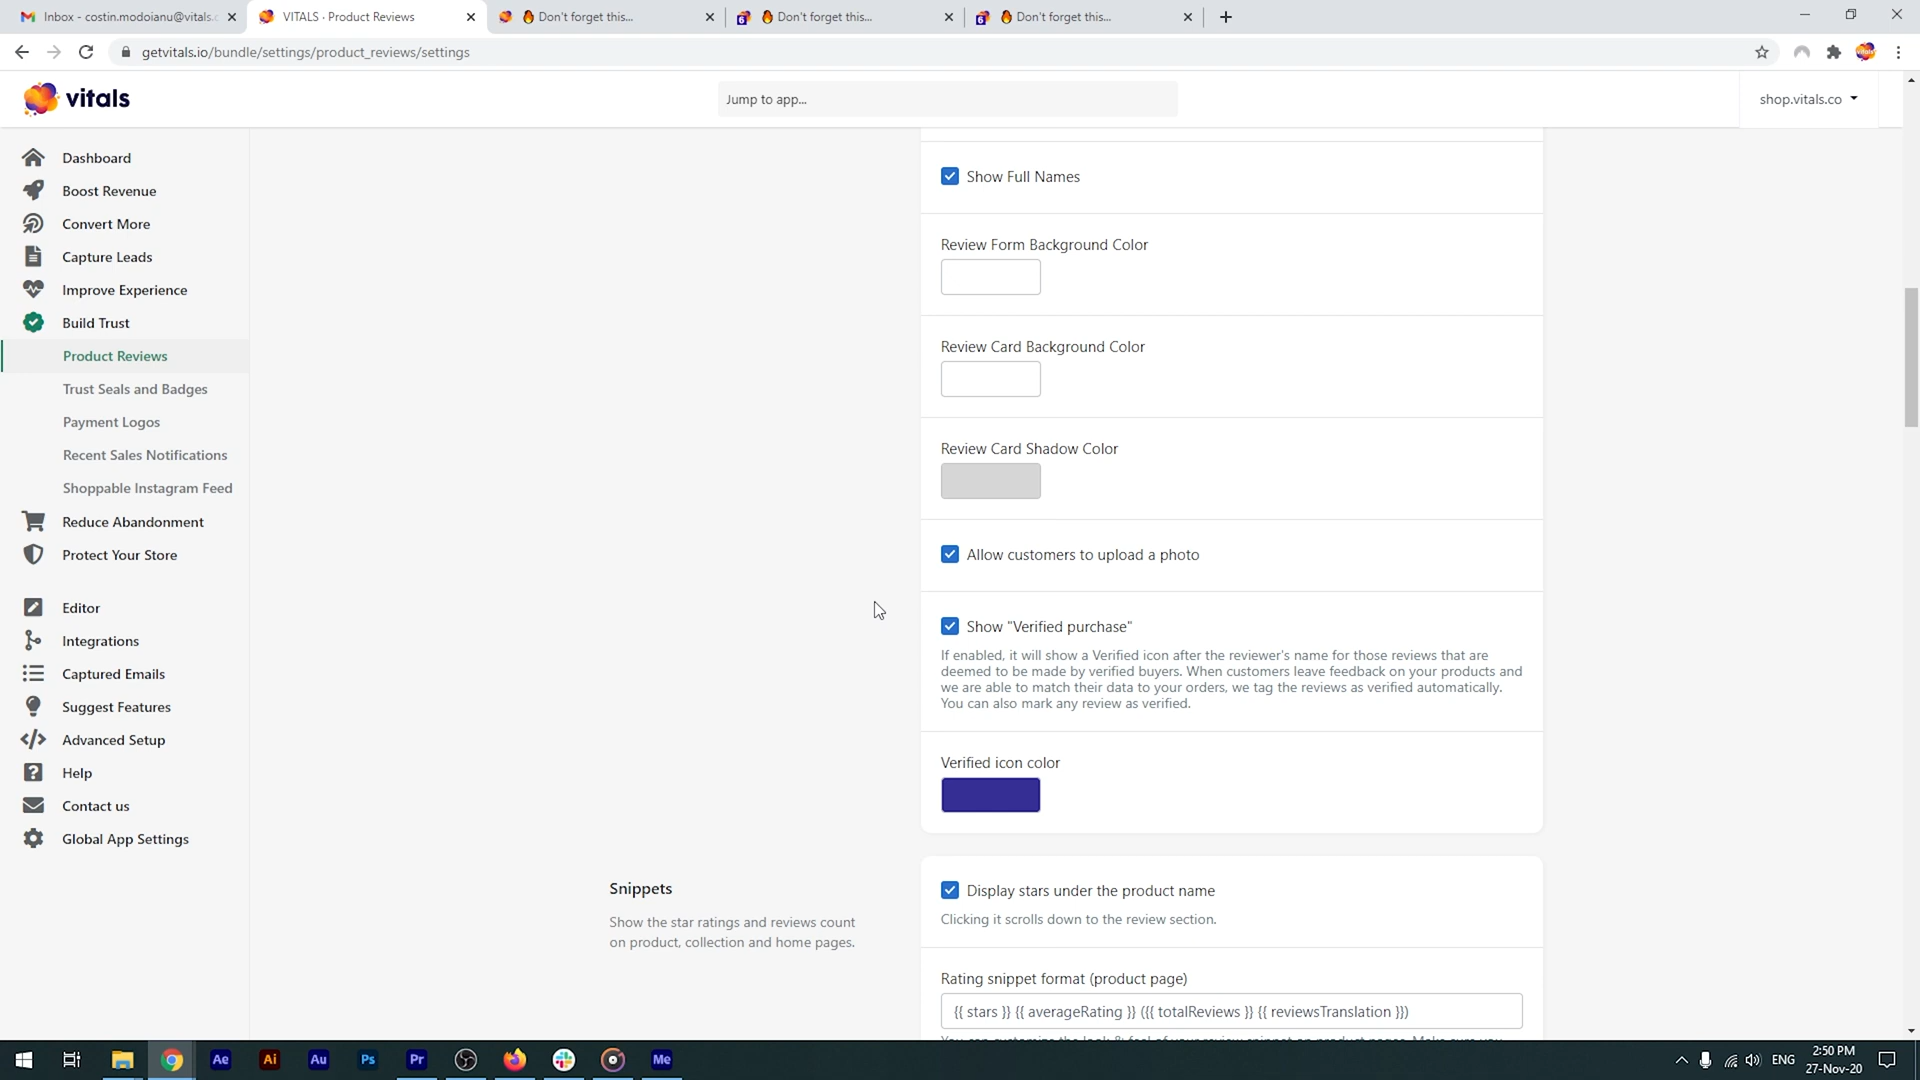 Inbox - costin.modoianu@vitals.c
VITALS · Product Reviews
Don't forget this...
Don't forget this...
Don't forget this...
getvitals.io/bundle/settings/product_reviews/settings
vitals
Jump to app...
shop.vitals.co
Dashboard
Boost Revenue
Convert More
Capture Leads
Improve Experience
Build Trust
Product Reviews
Trust Seals and Badges
Payment Logos
Recent Sales Notifications
Shoppable Instagram Feed
Reduce Abandonment
Protect Your Store
Editor
Integrations
Captured Emails
Suggest Features
Advanced Setup
Help
Contact us
Global App Settings
Show Full Names
Review Form Background Color
Review Card Background Color
Review Card Shadow Color
Allow customers to upload a photo
Show "Verified purchase"
If enabled, it will show a Verified icon after the reviewer's name for those reviews that are
deemed to be made by verified buyers. When customers leave feedback on your products and
we are able to match their data to your orders, we tag the reviews as verified automatically.
You can also mark any review as verified.
Verified icon color
Snippets
Show the star ratings and reviews count
on product, collection and home pages.
Display stars under the product name
Clicking it scrolls down to the review section.
Rating snippet format (product page)
{{ stars }} {{ averageRating }} ({{ totalReviews }} {{ reviewsTranslation }})
Ae
Ai
Au
Ps
Pr
Me
ENG
2:50 PM
27-Nov-20